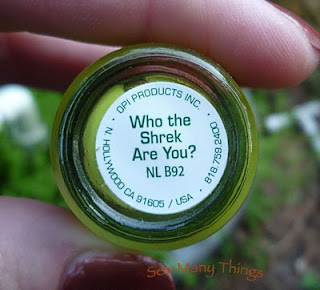 • OPI PRODUCTS INC. •
N. HOLLYWOOD CA 91605 / USA • 818.759.2400
Who the
Shrek
Are You?
NL B92
See Many Things